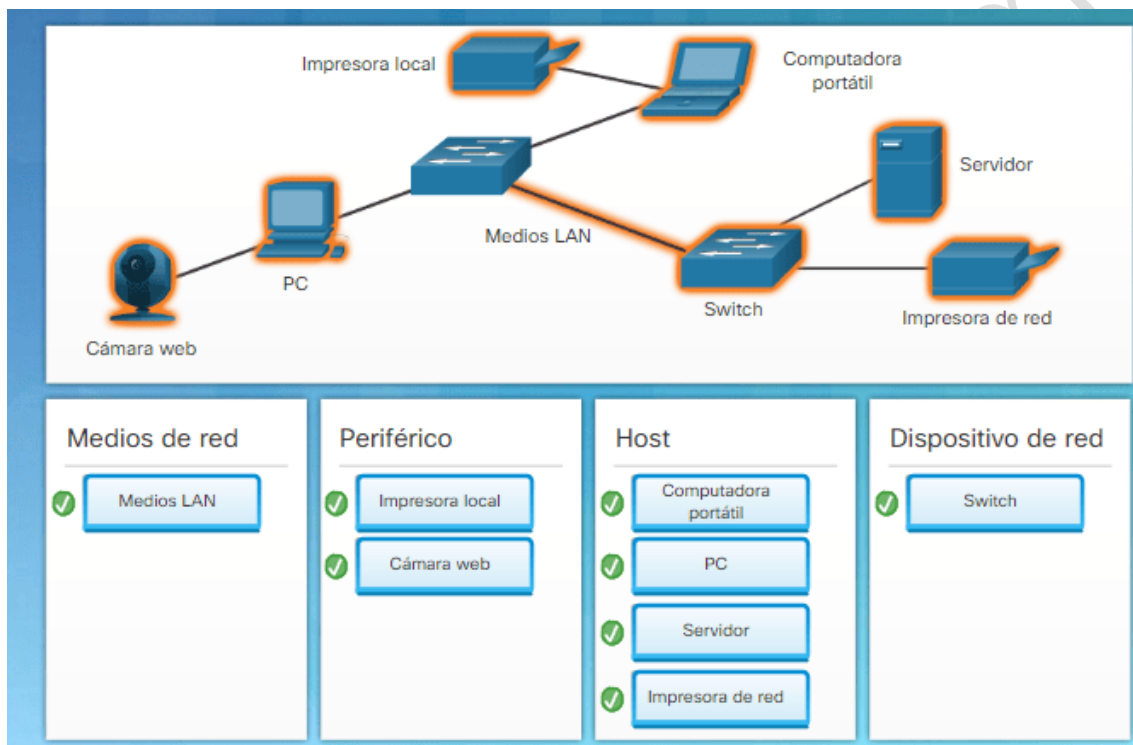 Impresora local
Computadora
portátil
Servidor
Medios LAN
PC
Switch
Impresora de red
Cámara web
Medios de red
Medios LAN
Periférico
Impresora local
Cámara web
Host
Computadora
portátil
PC
Servidor
Impresora de red
Dispositivo de red
Switch